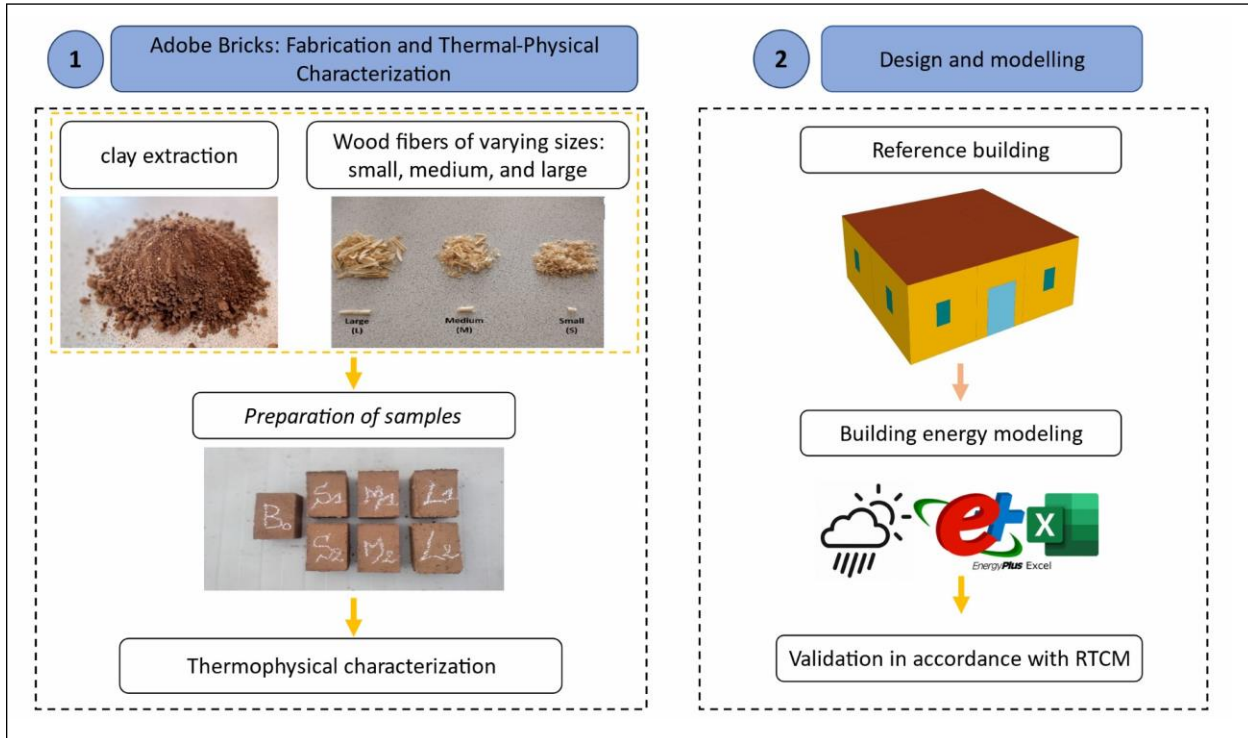 1
Adobe Bricks: Fabrication and Thermal-Physical
Characterization
clay extraction
Wood fibers of varying sizes:
small, medium, and large
Large
(L)
Medium
(M)
Small
(S)
Preparation of samples
B0
S1
M1
L1
S2
M2
L2
Thermophysical characterization
2
Design and modelling
Reference building
Building energy modeling
e+
X
EnergyPlus Excel
Validation in accordance with RTCM